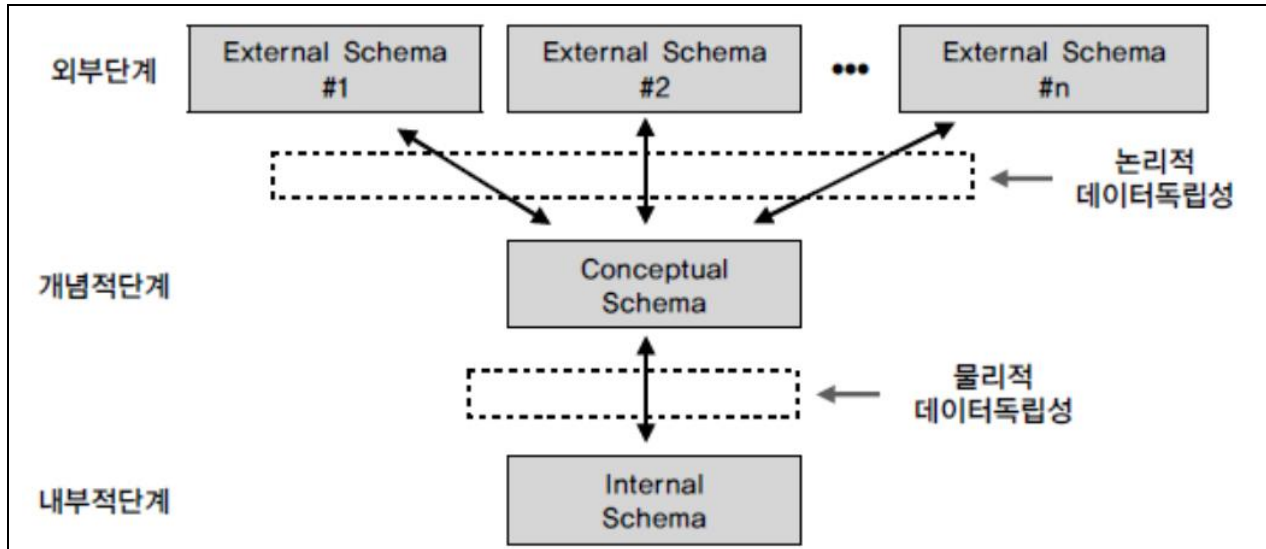 외부단계
External Schema
#1
External Schema
#2
•••
External Schema
#n
논리적
데이터독립성
개념적단계
Conceptual
Schema
물리적
데이터독립성
내부적단계
Internal
Schema